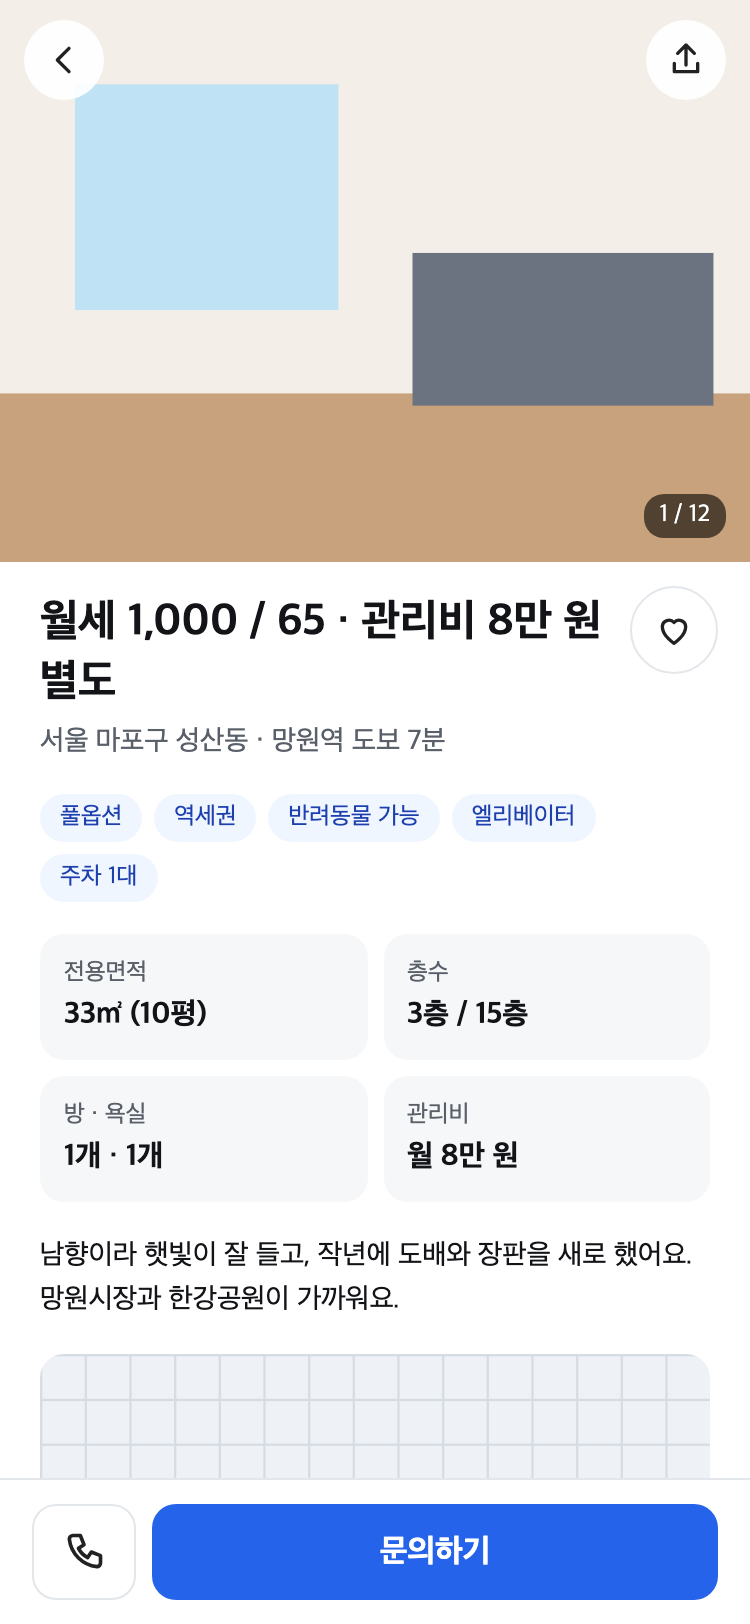 1 / 12
월세 1,000 / 65 · 관리비 8만 원
별도
서울 마포구 성산동 · 망원역 도보 7분
풀옵션 역세권 반려동물 가능 엘리베이터
주차 1대
전용면적
33㎡ (10평)
층수
3층 / 15층
방 · 욕실
1개 · 1개
관리비
월 8만 원
남향이라 햇빛이 잘 들고, 작년에 도배와 장판을 새로 했어요.
망원시장과 한강공원이 가까워요.
문의하기